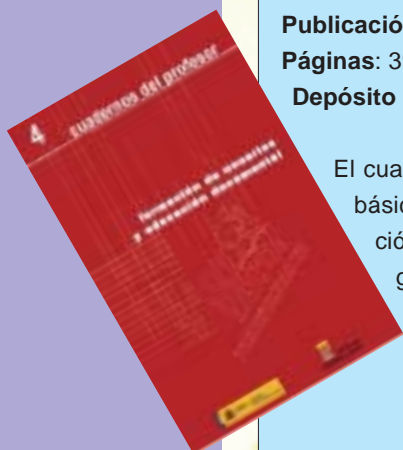 4 cuadernos del profesor
formación de usuarios
y educación documental
Publicació
Páginas: 3
Depósito
El cua
básic
ció
g